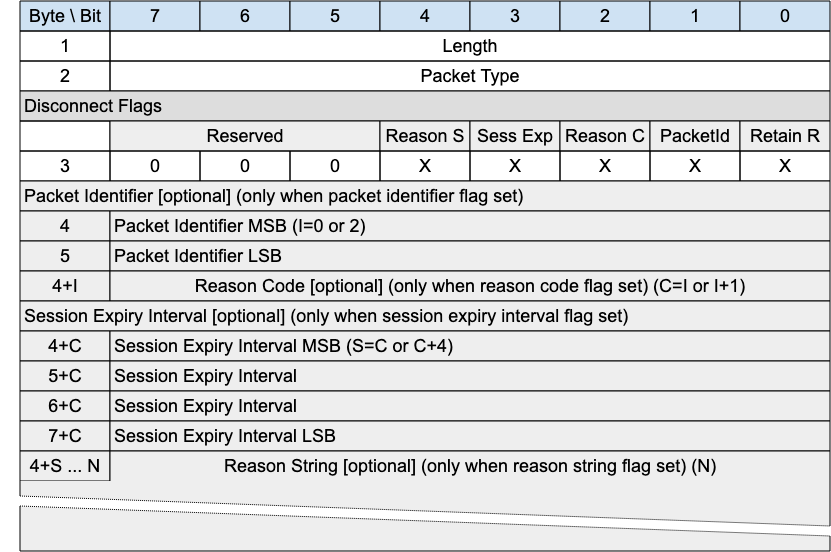 Byte \ Bit 7 6 5 4 3 2 1 0
1 Length
2 Packet Type
Disconnect Flags
Reserved Reason S Sess Exp Reason C PacketId Retain R
3 0 0 0 X X X X X
Packet Identifier [optional] (only when packet identifier flag set)
4 Packet Identifier MSB (I=0 or 2)
5 Packet Identifier LSB
4+I Reason Code [optional] (only when reason code flag set) (C=I or I+1)
Session Expiry Interval [optional] (only when session expiry interval flag set)
4+C Session Expiry Interval MSB (S=C or C+4)
5+C Session Expiry Interval
6+C Session Expiry Interval
7+C Session Expiry Interval LSB
4+S ... N Reason String [optional] (only when reason string flag set) (N)